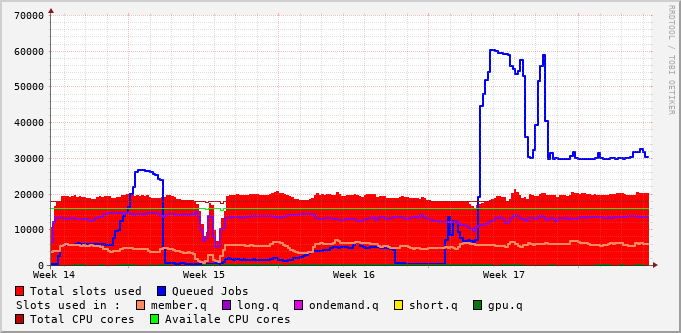 70000
60000
50000
40000
30000
20000
10000
0
Week 14 Week 15 Week 16 Week 17
Total slots used Queued Jobs
Slots used in : member.q long.q ondemand.q short.q gpu.q
Total CPU cores Availale CPU cores
RRDTOOL / TOBI OETIKER